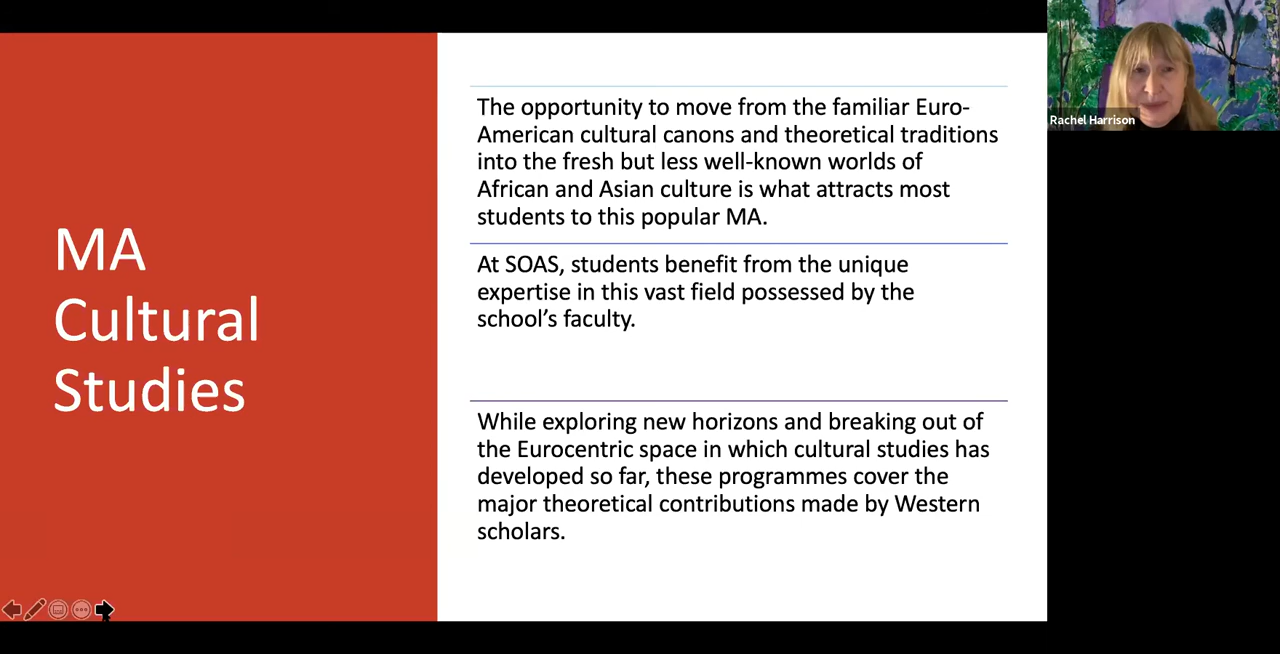 MA
Cultural
Studies
The opportunity to move from the familiar Euro-
American cultural canons and theoretical traditions
into the fresh but less well-known worlds of
African and Asian culture is what attracts most
students to this popular MA.
At SOAS, students benefit from the unique
expertise in this vast field possessed by the
school’s faculty.
While exploring new horizons and breaking out of
the Eurocentric space in which cultural studies has
developed so far, these programmes cover the
major theoretical contributions made by Western
scholars.
Rachel Harrison